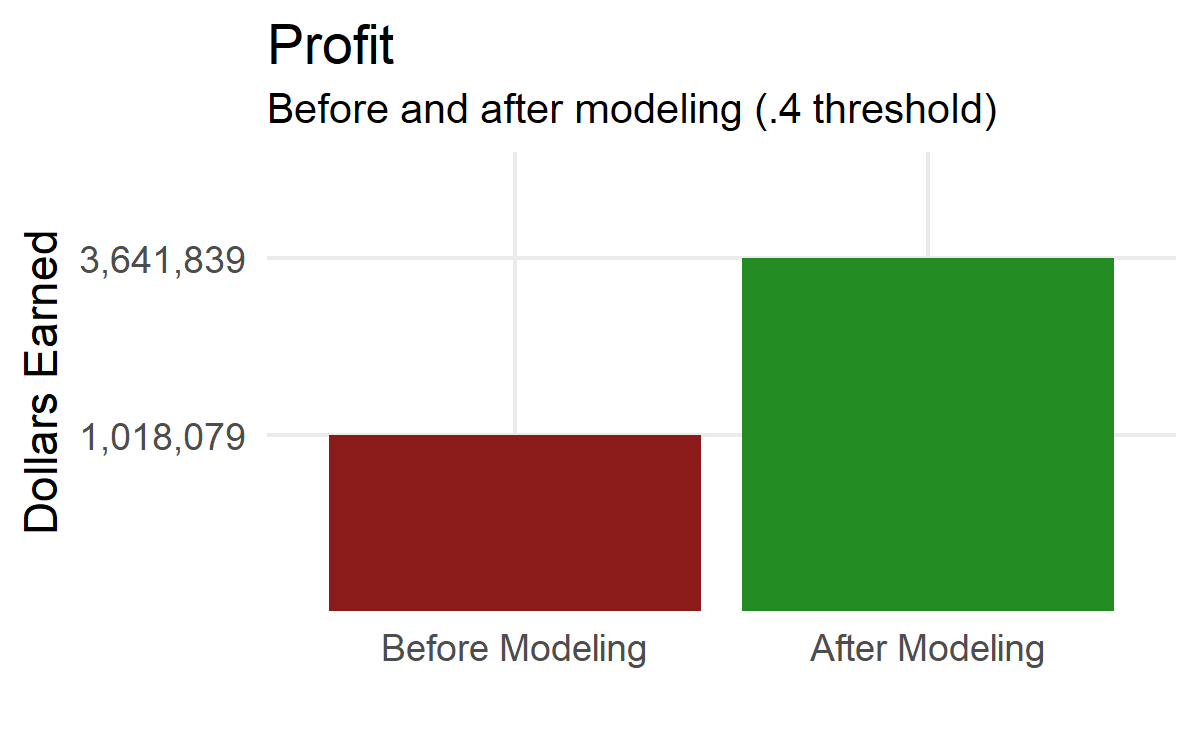 Profit
Before and after modeling (.4 threshold)
Dollars Earned
3,641,839
1,018,079
Before Modeling
After Modeling